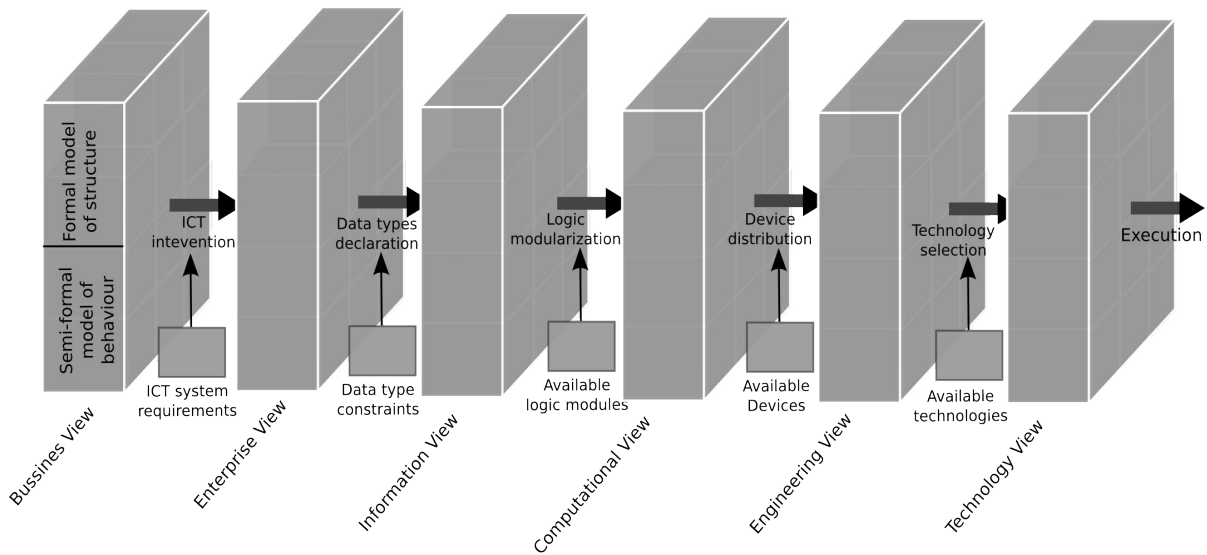 Formal model
of structure
Semi-formal
model of
behaviour
ICT
intevention
Data types
declaration
Logic
modularization
Device
distribution
Technology
selection
Execution
ICT system
requirements
Data type
constraints
Available
logic modules
Available
Devices
Available
technologies
Bussines View
Enterprise View
Information View
Computational View
Engineering View
Technology View